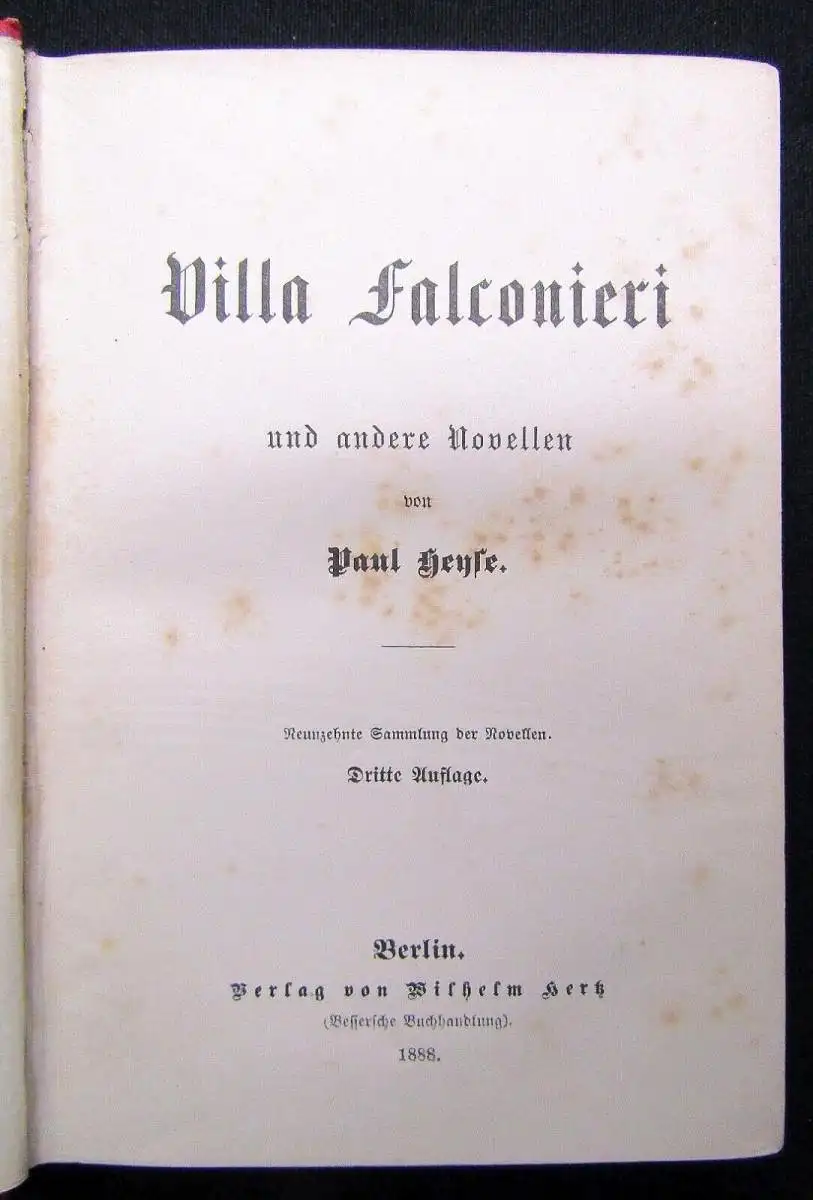 Villa Falconieri
und andere Novellen
von
Paul Heyse.
Neunzehnte Sammlung der Novellen.
Dritte Auflage.
Berlin.
Verlag von Wilhelm Hertz
(Bessersche Buchhandlung).
1888.